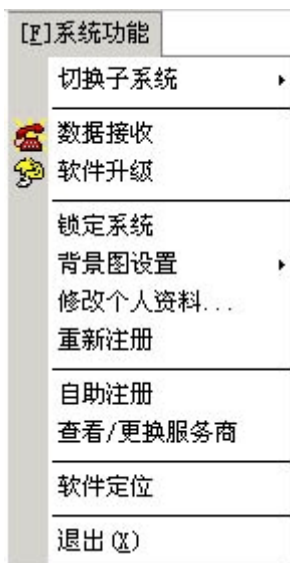 [F]系统功能
切换子系统
数据接收
软件升级
锁定系统
背景图设置
修改个人资料...
重新注册
自助注册
查看/更换服务商
软件定位
退出(X)